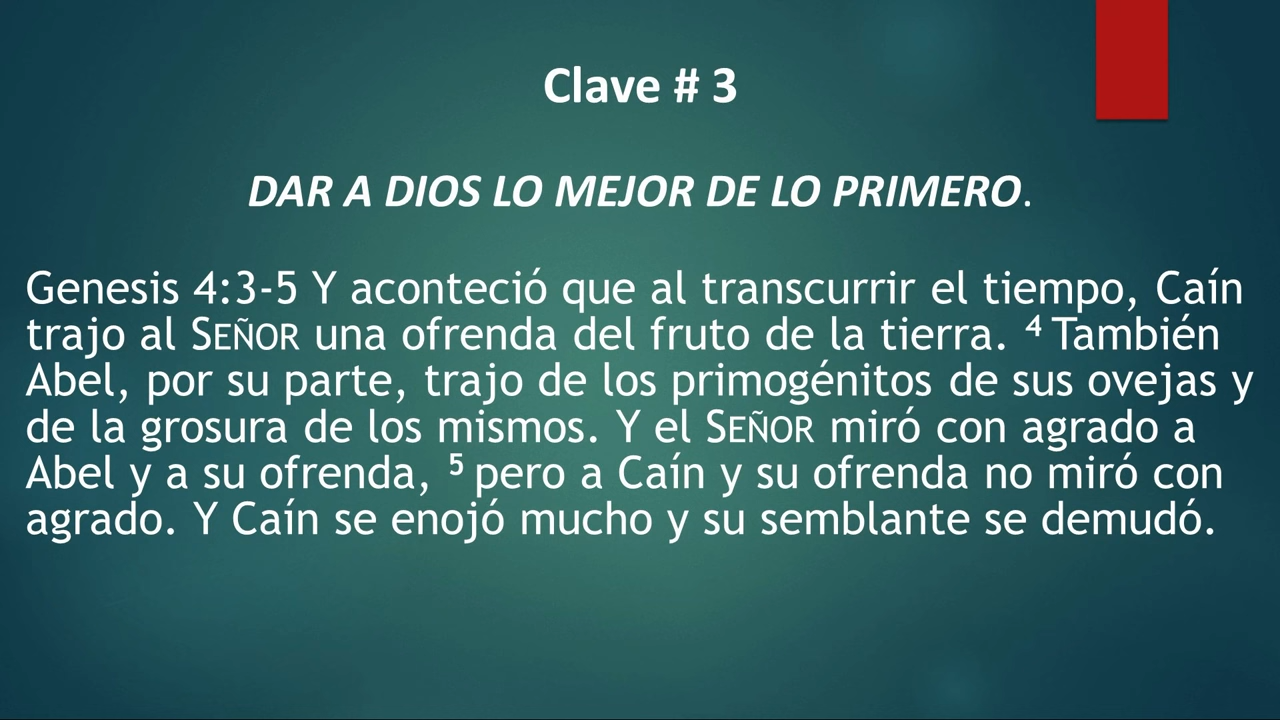 Clave # 3
DAR A DIOS LO MEJOR DE LO PRIMERO.
Genesis 4:3-5 Y aconteció que al transcurrir el tiempo, Caín
trajo al SEÑOR una ofrenda del fruto de la tierra. ⁴ También
Abel, por su parte, trajo de los primogénitos de sus ovejas y
de la grosura de los mismos. Y el SEÑOR miró con agrado a
Abel y a su ofrenda, ⁵ pero a Caín y su ofrenda no miró con
agrado. Y Caín se enojó mucho y su semblante se demudó.